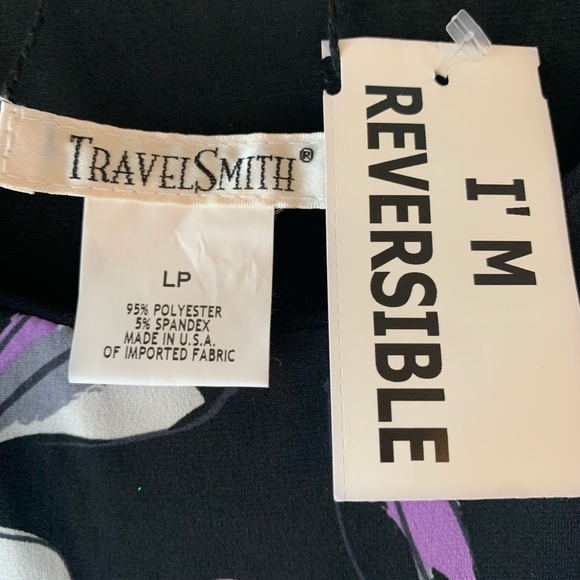 TRAVELSMITH®
LP
95% POLYESTER
5% SPANDEX
MADE IN U.S.A.
OF IMPORTED FABRIC
I'M
REVERSIBLE